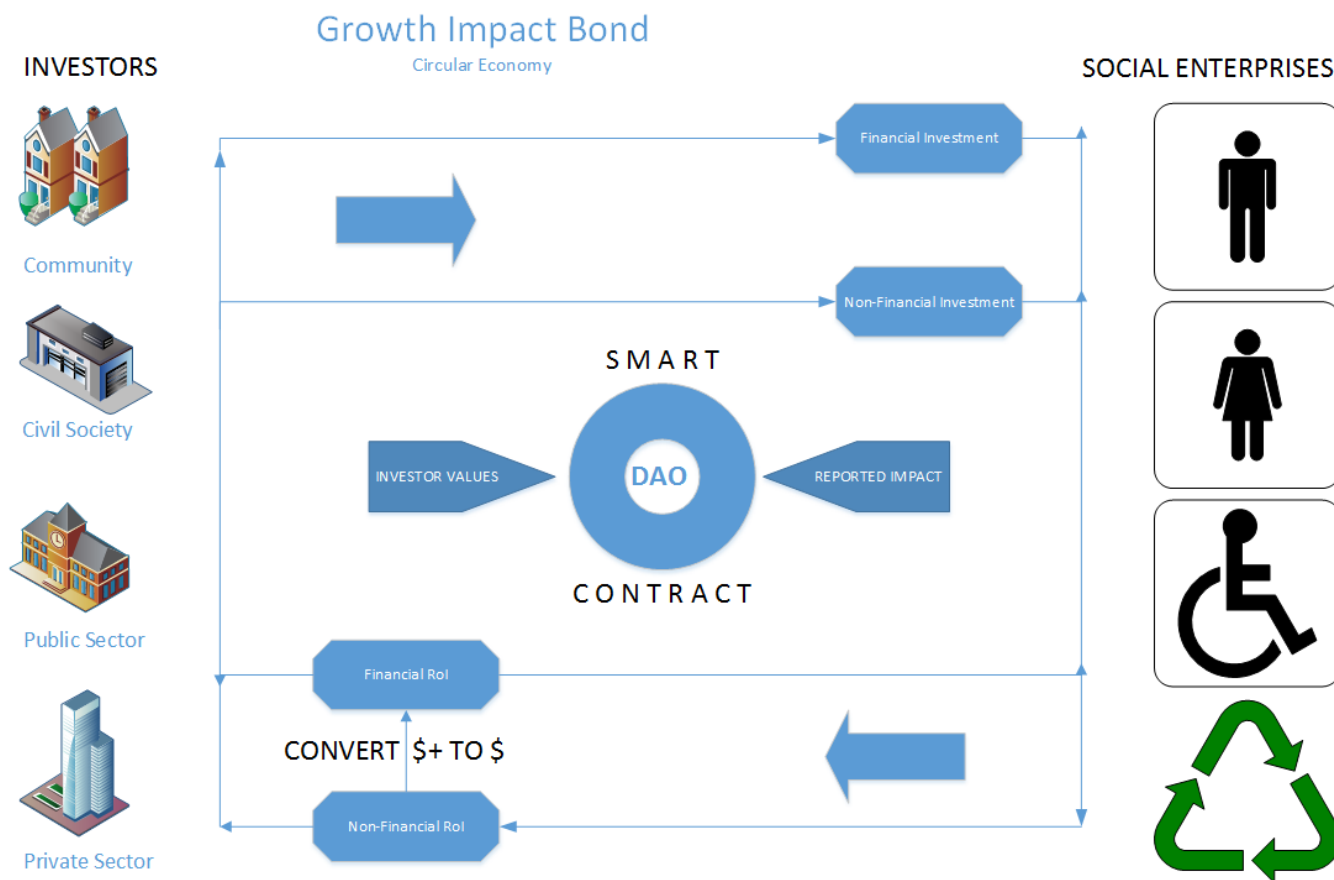 Growth Impact Bond
Circular Economy
INVESTORS
SOCIAL ENTERPRISES
Financial Investment
Community
Non-Financial Investment
SMART
Civil Society
INVESTOR VALUES
DAO
REPORTED IMPACT
CONTRACT
Public Sector
Financial RoI
CONVERT $+ TO $
Non-Financial RoI
Private Sector